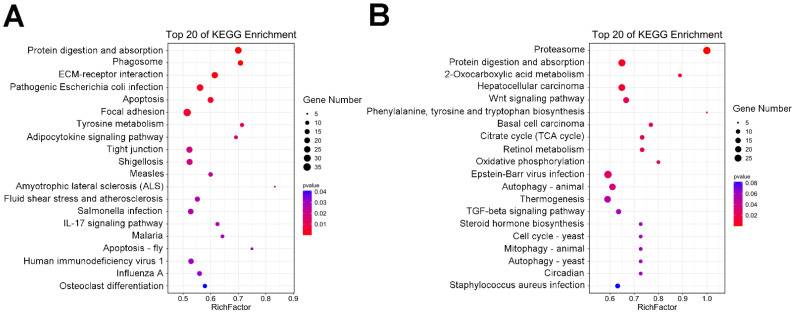 A
Top 20 of KEGG Enrichment
Protein digestion and absorption
Phagosome
ECM-receptor interaction
Pathogenic Escherichia coli infection
Apoptosis
Focal adhesion
Tyrosine metabolism
Adipocytokine signaling pathway
Tight junction
Shigellosis
Measles
Amyotrophic lateral sclerosis (ALS)
Fluid shear stress and atherosclerosis
Salmonella infection
IL-17 signaling pathway
Malaria
Apoptosis - fly
Human immunodeficiency virus 1
Influenza A
Osteoclast differentiation
0.5 0.6 0.7 0.8 0.9
RichFactor
Gene Number
5
10
15
20
25
30
35
pvalue
0.04
0.03
0.02
0.01
B
Top 20 of KEGG Enrichment
Proteasome
Protein digestion and absorption
2-Oxocarboxylic acid metabolism
Hepatocellular carcinoma
Wnt signaling pathway
Phenylalanine, tyrosine and tryptophan biosynthesis
Basal cell carcinoma
Citrate cycle (TCA cycle)
Retinol metabolism
Oxidative phosphorylation
Epstein-Barr virus infection
Autophagy - animal
Thermogenesis
TGF-beta signaling pathway
Steroid hormone biosynthesis
Cell cycle - yeast
Mitophagy - animal
Autophagy - yeast
Circadian
Staphylococcus aureus infection
0.6 0.7 0.8 0.9 1.0
RichFactor
Gene Number
5
10
15
20
25
pvalue
0.08
0.06
0.04
0.02